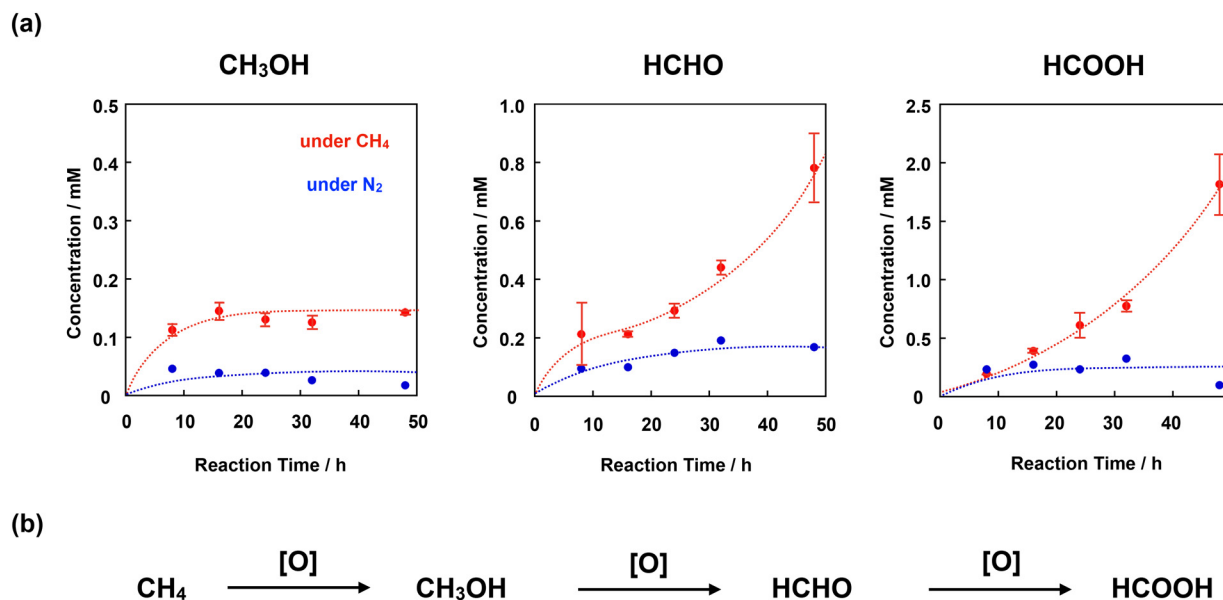 (a)
CH₃OH
HCHO
HCOOH
Concentration / mM
0.5
0.4
0.3
0.2
0.1
0
under CH₄
under N₂
0 10 20 30 40 50
Reaction Time / h
Concentration / mM
1.0
0.8
0.6
0.4
0.2
0
0 10 20 30 40 50
Reaction Time / h
Concentration / mM
2.5
2.0
1.5
1.0
0.5
0
0 10 20 30 40
Reaction Time / h
(b)
CH₄ [O] CH₃OH [O] HCHO [O] HCOOH